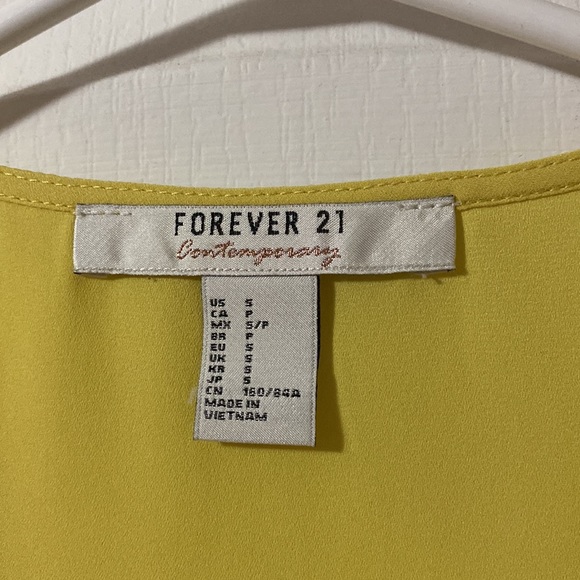 FOREVER 21
Contemporary
US S
CA P
MX S/P
BR P
EU S
UK S
KR S
JP S
CN 160/84A
MADE IN
VIETNAM